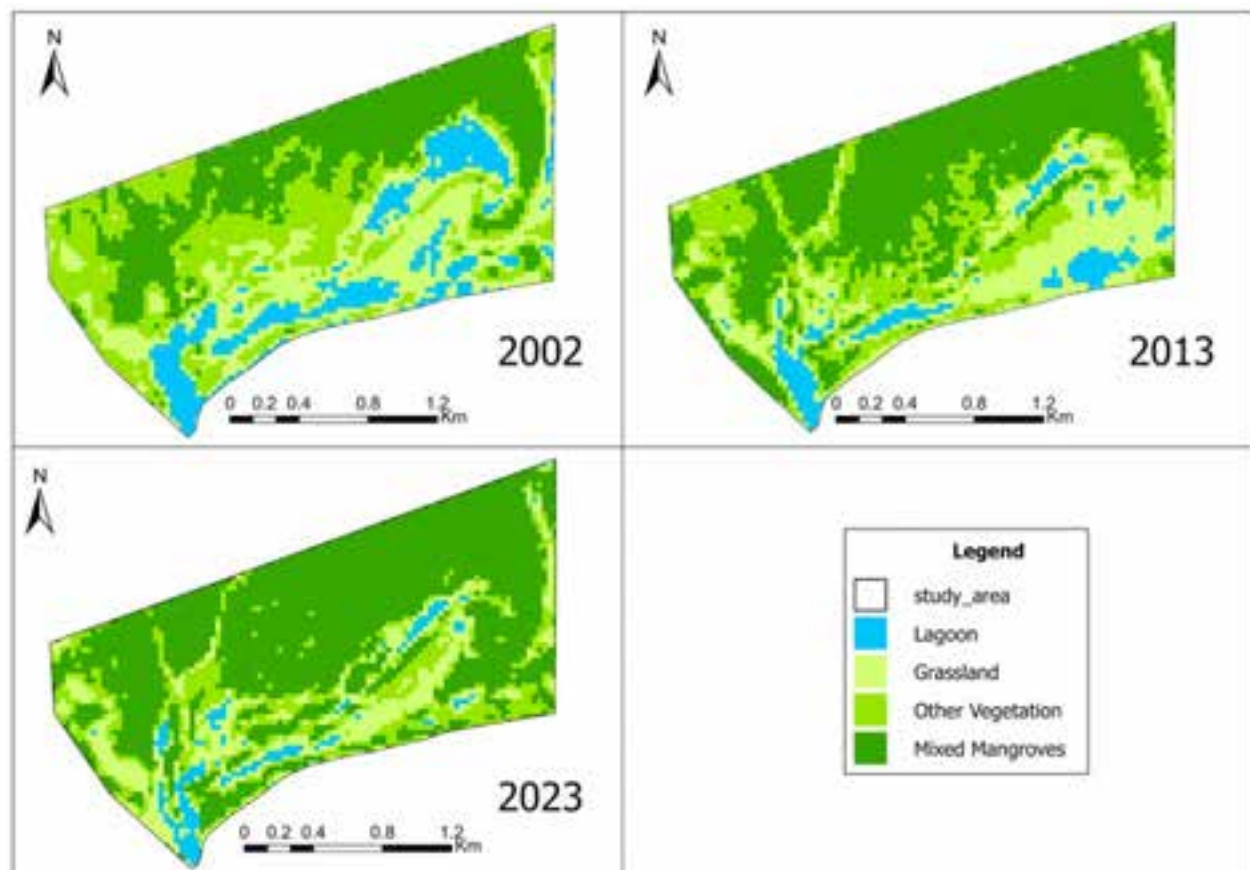 N
2002
0 0.2 0.4 0.8 1.2
Km
N
2013
0 0.2 0.4 0.8 1.2
Km
N
2023
0 0.2 0.4 0.8 1.2
Km
Legend
study_area
Lagoon
Grassland
Other Vegetation
Mixed Mangroves